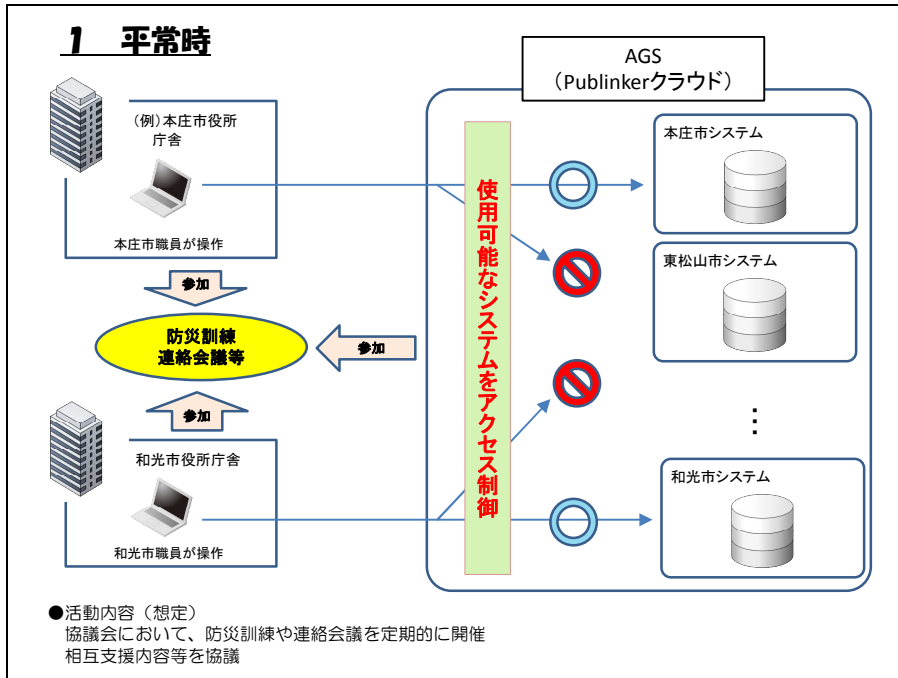 1 平常時
AGS
（Publinkerクラウド）
（例）本庄市役所
庁舎
本庄市職員が操作
参加
防災訓練
連絡会議等
参加
参加
和光市役所庁舎
和光市職員が操作
使用可能なシステムをアクセス制御
本庄市システム
東松山市システム
⋮
和光市システム
●活動内容（想定）
協議会において、防災訓練や連絡会議を定期的に開催
相互支援内容等を協議